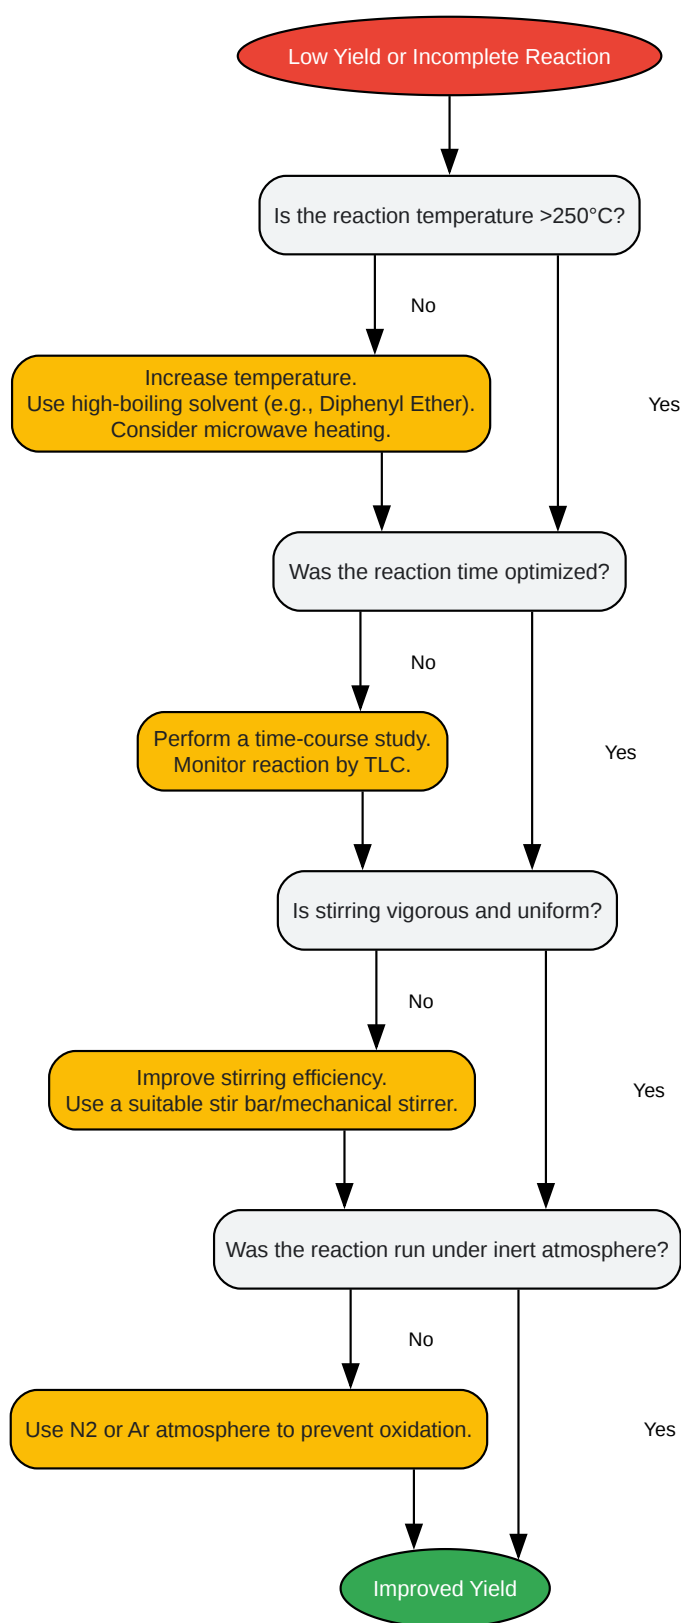 Low Yield or Incomplete Reaction
Is the reaction temperature >250°C?
No
Increase temperature.
Use high-boiling solvent (e.g., Diphenyl Ether).
Consider microwave heating.
Yes
Was the reaction time optimized?
No
Perform a time-course study.
Monitor reaction by TLC.
Yes
Is stirring vigorous and uniform?
No
Improve stirring efficiency.
Use a suitable stir bar/mechanical stirrer.
Yes
Was the reaction run under inert atmosphere?
No
Use N2 or Ar atmosphere to prevent oxidation.
Yes
Improved Yield